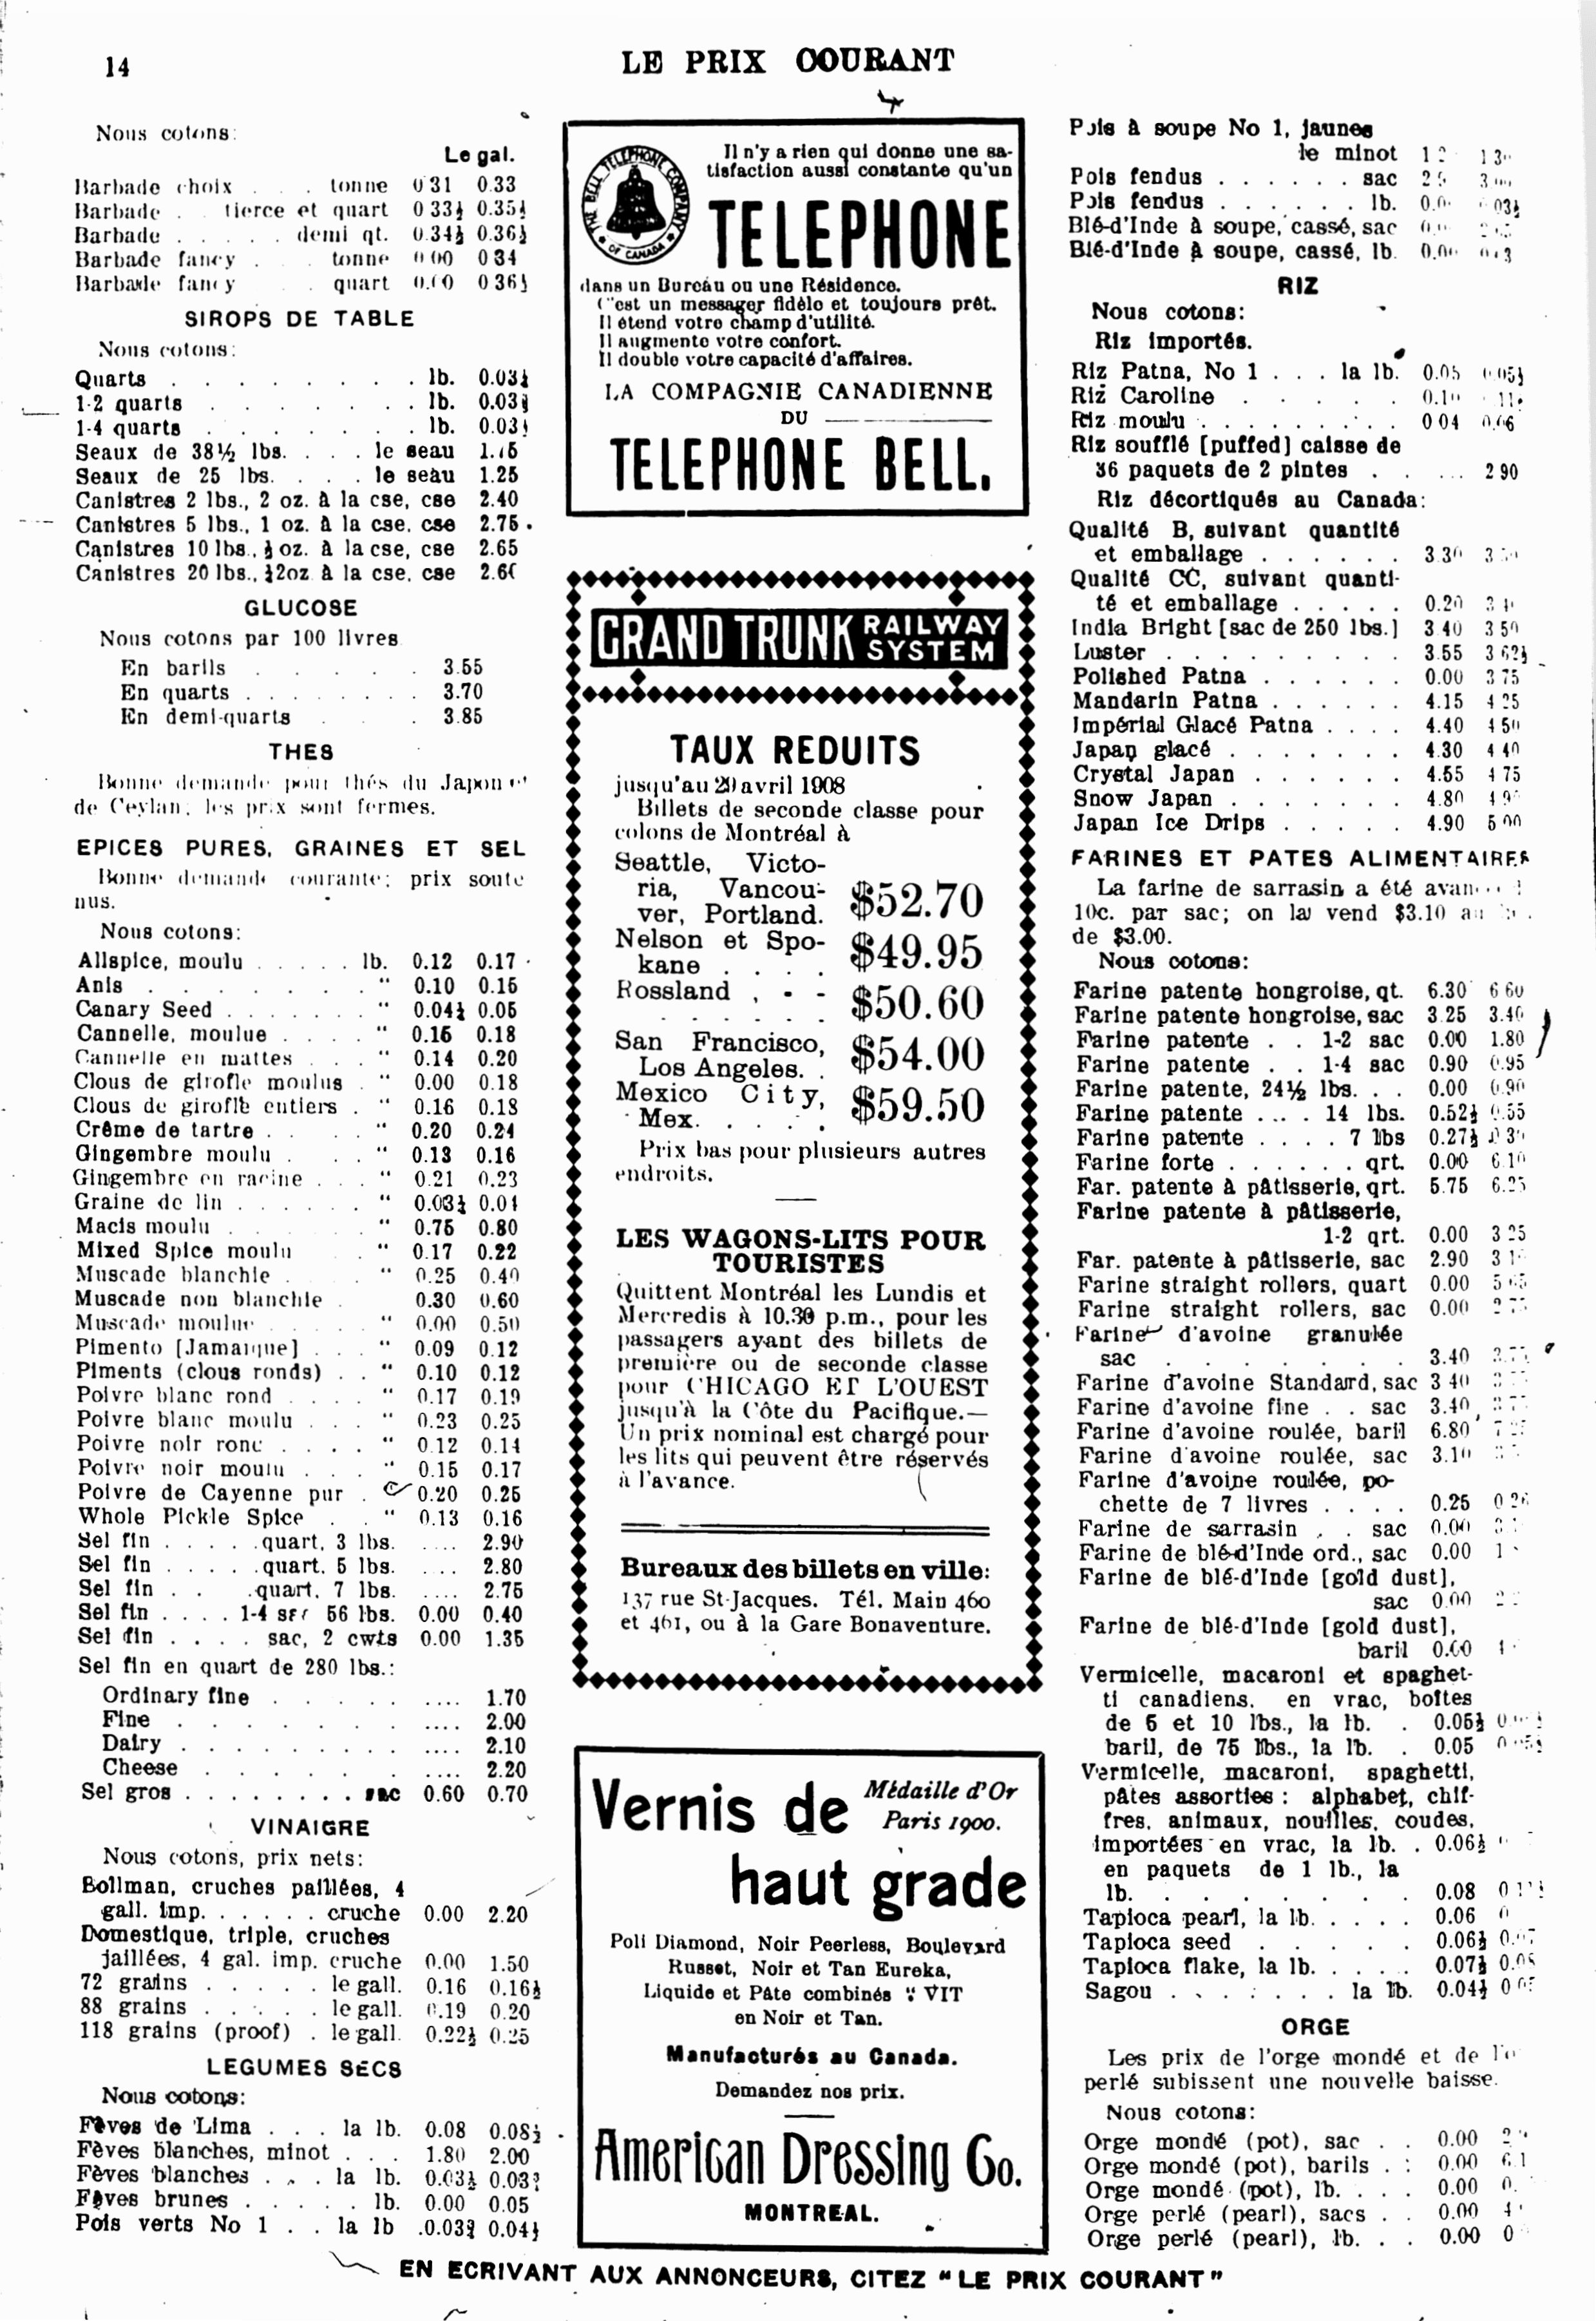 14
LE PRIX COURANT
Nous cotons:
Le gal.
Barbade choix . . . tonne 0 31 0.33
Barbade . tierce et quart 0 33½ 0.35½
Barbade . . . . . demi qt. 0.34½ 0.36½
Barbade fancy . tonne 0 00 0 34
Barbade fancy . quart 0.00 0 36½
SIROPS DE TABLE
Nous cotons:
Quarts . . . . . . . . lb.
1-2 quarts . . . . . . . lb.
1-4 quarts . . . . . . . lb.
Seaux de 38½ lbs. . . . le seau
Seaux de 25 lbs. . . . le seau 1.25
Canistres 2 lbs., 2 oz. à la cse, cse 2.40
Canistres 5 lbs., 1 oz. à la cse, cse 2.75
Canistres 10 lbs., ½ oz. à la cse, cse 2.65
Canistres 20 lbs., à la cse, cse
GLUCOSE
Nous cotons par 100 livres
En barils . . . . . 3.55
En quarts . . . . . . . . 3.70
En demi-quarts . . 3.85
THES
Bonne demande pour thés du Japon et
de Ceylan; les prix sont fermes.
EPICES PURES, GRAINES ET SEL
Bonne demande courante; prix soute
nus.
Nous cotons:
Allspice, moulu . . . . . lb. 0.12 0.17
Anis . . . . . . . . " 0.10 0.15
Canary Seed . . . . . . . " 0.04½ 0.05
Cannelle, moulue . . . . " 0.15 0.18
Cannelle en mattes . . . " 0.14 0.20
Clous de girofle moulus . " 0.00 0.18
Clous de girofle entiers . " 0.16 0.18
Crême de tartre . . . . " 0.20 0.24
Gingembre moulu . . . " 0.13 0.16
Gingembre en racine . . . " 0.21 0.23
Graine de lin . . . . . . " 0.03½ 0.04
Macis moulu . . . " 0.75 0.80
Mixed Spice moulu . " 0.17 0.22
Muscade blanchie . . " 0.25 0.40
Muscade non blanchie . 0.30 0.60
Muscade moulue . . . . . " 0.00 0.50
Pimento [Jamaique] . . . " 0.09 0.12
Piments (clous ronds) . . " 0.10 0.12
Poivre blanc rond . . . . " 0.17 0.19
Poivre blanc moulu . . . " 0.23 0.25
Poivre noir rond . . . . " 0.12 0.14
Poivre noir moulu . . . " 0.15 0.17
Poivre de Cayenne pur . 0.20 0.25
Whole Pickle Spice . . " 0.13 0.16
Sel fin . . . . . quart, 3 lbs. .... 2.90
Sel fin . . . . . quart, 5 lbs. .... 2.80
Sel fin . . . quart, 7 lbs. .... 2.75
Sel fin . . . . 1-4 56 lbs. 0.00 0.40
Sel fin . . . . sac, 2 cwts 0.00 1.35
Sel fin en quart de 280 lbs.:
Ordinary fine . . . . . .... 1.70
Fine . . . . . . . .... 2.00
Dairy . . . . . . . . . .... 2.10
Cheese . . . . . . . .... 2.20
Sel gros . . . . . . . . sac 0.60 0.70
VINAIGRE
Nous cotons, prix nets:
Bollman, cruches paillées, 4
gall. imp. . . . . . cruche 0.00 2.20
Domestique, triple, cruches
jaillées, 4 gal. imp. cruche 0.00 1.50
72 grains . . . . . le gall. 0.16 0.16½
88 grains . . . . . le gall. 0.19 0.20
118 grains (proof) . le gall. 0.22½ 0.25
LEGUMES SECS
Nous cotons:
Fèves de Lima . . . la lb. 0.08 0.08½
Fèves blanches, minot . . . 1.80 2.00
Fèves blanches . . . la lb. 0.03½
Fèves brunes . . . . . lb. 0.00 0.05
Pois verts No 1 . . la lb 0.04½
THE BELL TELEPHONE COMPANY OF CANADA
Il n'y a rien qui donne une sa-
tisfaction aussi constante qu'un
TELEPHONE
dans un Bureau ou une Résidence.
C'est un messager fidèle et toujours prêt.
Il étend votre champ d'utilité.
Il augmente votre confort.
Il double votre capacité d'affaires.
LA COMPAGNIE CANADIENNE
DU
TELEPHONE BELL.
GRAND TRUNK RAILWAY SYSTEM
TAUX REDUITS
jusqu'au 29 avril 1908
Billets de seconde classe pour
colons de Montréal à
Seattle, Victo-
ria, Vancou-
ver, Portland. $52.70
Nelson et Spo-
kane . . . . $49.95
Rossland , - -
. . . . . . $50.60
San Francisco,
Los Angeles. . $54.00
Mexico City,
Mex. . . . . $59.50
Prix bas pour plusieurs autres
endroits.
LES WAGONS-LITS POUR
TOURISTES
Quittent Montréal les Lundis et
Mercredis à 10.30 p.m., pour les
passagers ayant des billets de
première ou de seconde classe
pour CHICAGO ET L'OUEST
jusqu'à la Côte du Pacifique.—
Un prix nominal est chargé pour
les lits qui peuvent être réservés
à l'avance.
Bureaux des billets en ville:
137 rue St-Jacques. Tél. Main 460
et 461, ou à la Gare Bonaventure.
Vernis de
Médaille d'Or
Paris 1900.
haut grade
Poli Diamond, Noir Peerless, Boulevard
Russet, Noir et Tan Eureka,
Liquide et Pâte combinés VIT
en Noir et Tan.
Manufacturés au Canada.
Demandez nos prix.
American Dressing Co.
MONTREAL.
Pois à soupe No 1, jaunes
le minot
Pois fendus . . . . . . sac
Pois fendus . . . . . . lb.
Blé-d'Inde à soupe, cassé, sac
Blé-d'Inde à soupe, cassé, lb.
RIZ
Nous cotons:
Riz importés.
Riz Patna, No 1 . . . la lb. 0.05 0.05½
Riz Caroline . . . . . 0.10
Riz moulu . . . . . . . . . 0 04 0.06
Riz soufflé [puffed] caisse de
36 paquets de 2 pintes . . ... 2 90
Riz décortiqués au Canada:
Qualité B, suivant quantité
et emballage . . . . . . 3.30
Qualité CC, suivant quanti-
té et emballage . . . . . 0.20
India Bright [sac de 250 lbs.] 3.40 3 50
Luster . . . . . . . . . 3.55 3 62½
Polished Patna . . . . . . 0.00 3 75
Mandarin Patna . . . . . . 4.15 4 25
Impérial Glacé Patna . . . . 4.40 4 50
Japan glacé . . . . . . . 4.30 4 40
Crystal Japan . . . . . . 4.55 4 75
Snow Japan . . . . . . . 4.80
Japan Ice Drips . . . . . 4.90 5 00
FARINES ET PATES ALIMENTAIRES
La farine de sarrasin a été
10c. par sac; on la vend $3.10 au
de $3.00.
Nous cotons:
Farine patente hongroise, qt. 6.30 6 60
Farine patente hongroise, sac 3.25 3.40
Farine patente . . 1-2 sac 0.00 1.80
Farine patente . . 1-4 sac 0.90 0.95
Farine patente, 24½ lbs. . . 0.00 0.90
Farine patente ... . 14 lbs. 0.52½ 0.55
Farine patente . . . . 7 lbs 0.27½
Farine forte . . . . . . qrt. 0.00 6.10
Far. patente à pâtisserie, qrt. 5.75 6.25
Farine patente à pâtisserie,
1-2 qrt. 0.00 3 25
Far. patente à pâtisserie, sac 2.90
Farine straight rollers, quart 0.00
Farine straight rollers, sac 0.00
Farine d'avoine granulée
sac . . . . . . . 3.40
Farine d'avoine Standard, sac 3 40
Farine d'avoine fine . . sac 3.40
Farine d'avoine roulée, baril 6.80
Farine d'avoine roulée, sac 3.10
Farine d'avoine roulée, po-
chette de 7 livres . . . . 0.25 0 26
Farine de sarrasin . . sac 0.00
Farine de blé-d'Inde ord., sac 0.00
Farine de blé-d'Inde [gold dust],
sac 0.00
Farine de blé-d'Inde [gold dust],
baril 0.00
Vermicelle, macaroni et spaghet-
ti canadiens, en vrac, boîtes
de 5 et 10 lbs., la lb. . 0.05½
baril, de 75 lbs., la lb. . 0.05
Vermicelle, macaroni, spaghetti,
pâtes assorties : alphabet, chif-
fres, animaux, nouilles, coudes,
importées en vrac, la lb. . 0.06½
en paquets de 1 lb., la
lb. . . . . . . . . 0.08
Tapioca pearl, la lb. . . . . 0.06
Tapioca seed . . . . . 0.06½
Tapioca flake, la lb. . . . . 0.07½
Sagou . . . . . . . la lb. 0.04½
ORGE
Les prix de l'orge mondé et de
perlé subissent une nouvelle baisse.
Nous cotons:
Orge mondé (pot), sac . . 0.00
Orge mondé (pot), barils . : 0.00
Orge mondé (pot), lb. . . . 0.00
Orge perlé (pearl), sacs . . 0.00
Orge perlé (pearl), lb. . . 0.00
EN ECRIVANT AUX ANNONCEURS, CITEZ "LE PRIX COURANT"